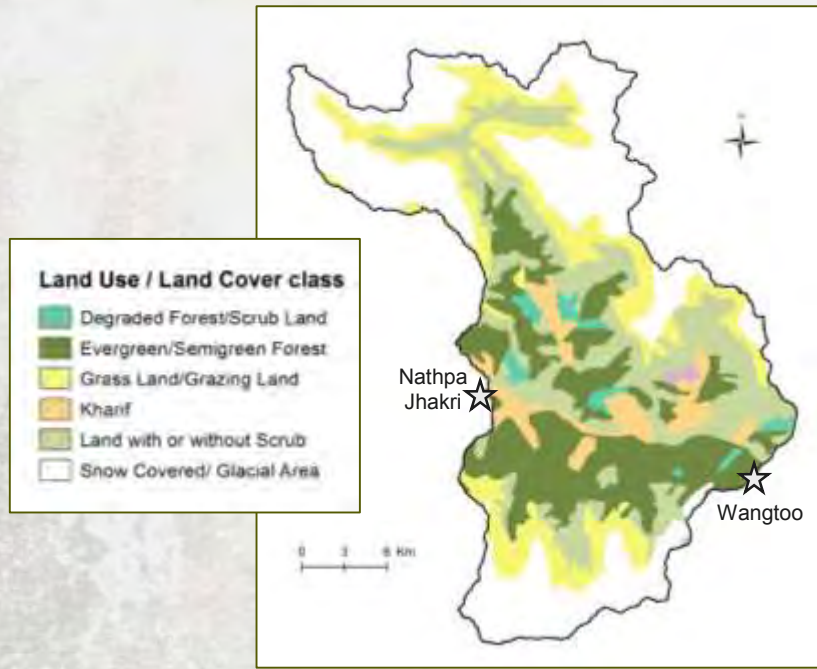 Land Use / Land Cover class
Degraded Forest/Scrub Land
Evergreen/Semigreen Forest
Grass Land/Grazing Land
Kharif
Land with or without Scrub
Snow Covered/ Glacial Area
Nathpa
Jhakri
Wangtoo
0 3 6 Km